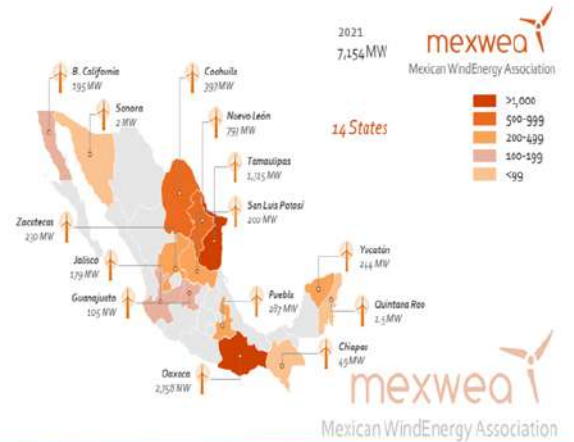 2021
7,154 MW
mexwea
Mexican WindEnergy Association
>1,000
500-999
200-499
100-199
<99
14 States
B. California
195 MW
Sonora
2 MW
Coahuila
397 MW
Nuevo León
793 MW
Tamaulipas
1,715 MW
San Luis Potosí
200 MW
Zacatecas
230 MW
Jalisco
179 MW
Guanajuato
105 MW
Puebla
287 MW
Yucatán
244 MW
Quintana Roo
1.5 MW
Chiapas
49 MW
Oaxaca
2,758 MW
mexwea
Mexican WindEnergy Association